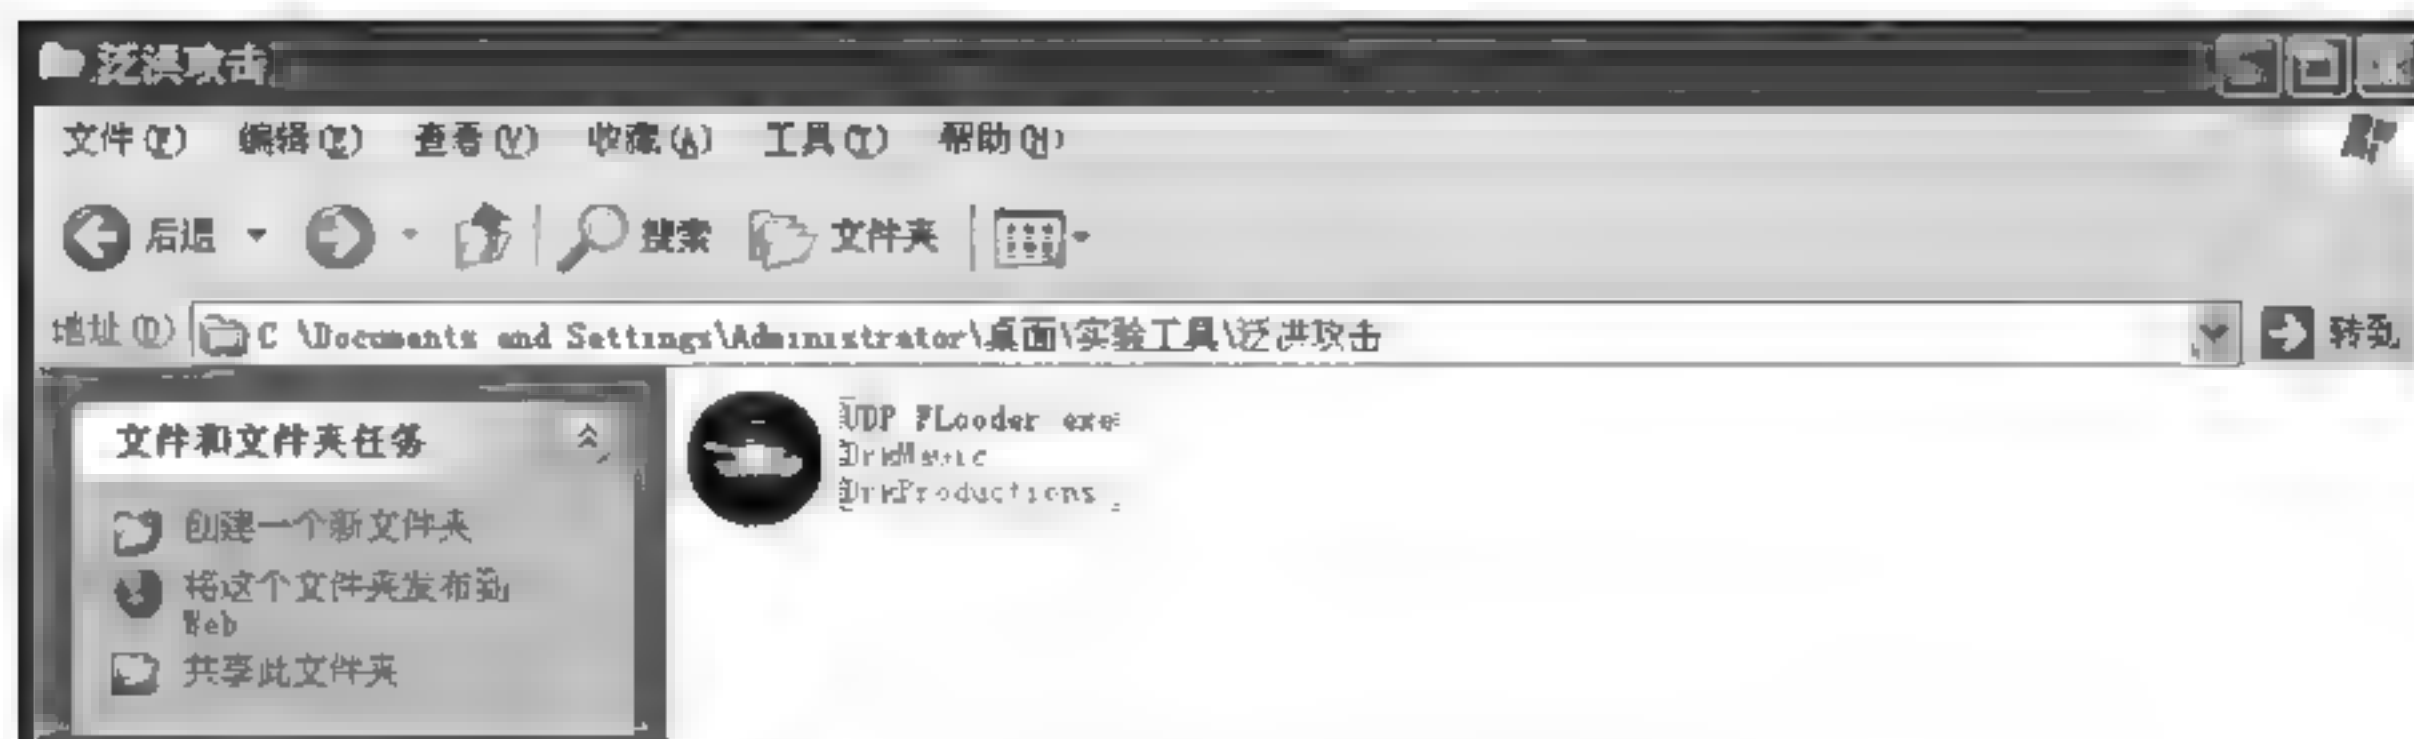 泛洪攻击
文件(F) 编辑(E) 查看(V) 收藏(A) 工具(T) 帮助(H)
后退 搜索 文件夹
地址(D) C \Documents and Settings\Administrator\桌面\实验工具\泛洪攻击 转到
文件和文件夹任务
创建一个新文件夹
将这个文件夹发布到
Web
共享此文件夹
UDP FLooder exe
DrkProductions